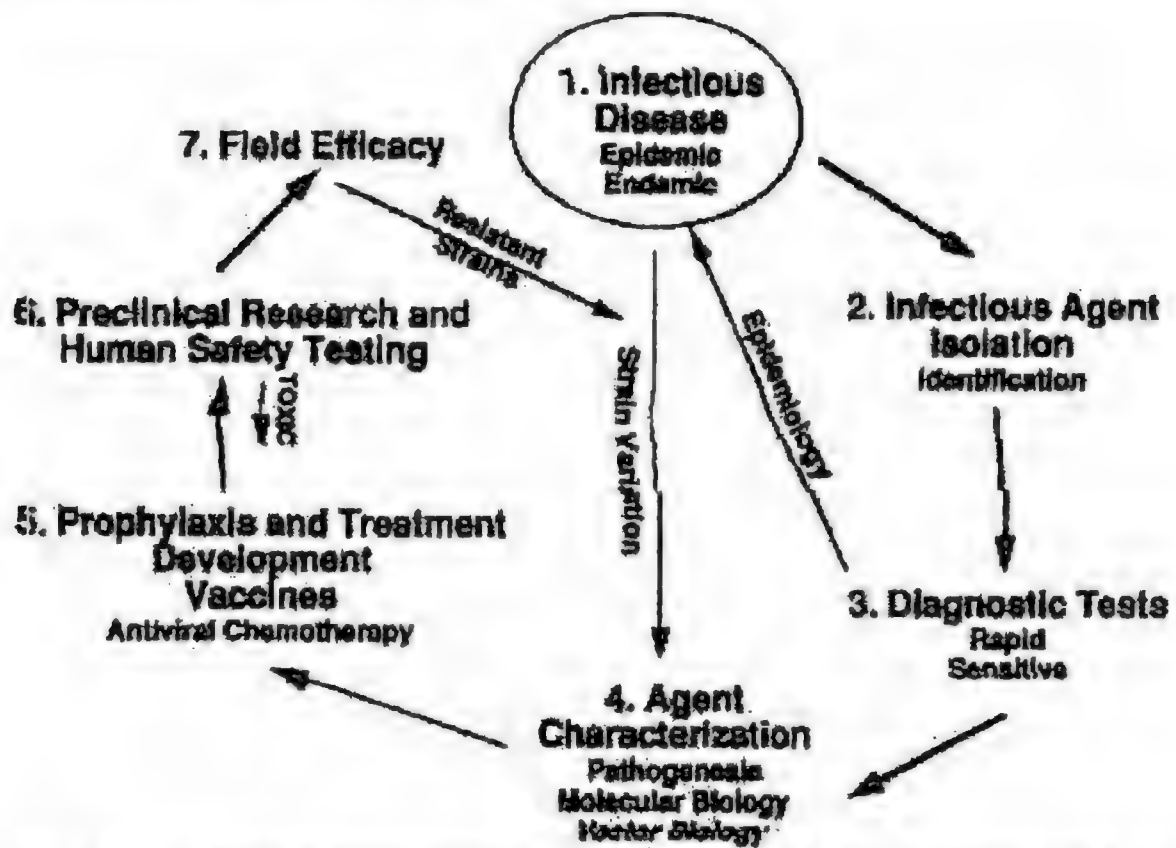 1. Infectious
Disease
Epidemic
Endemic
7. Field Efficacy
Resistant
Strains
6. Preclinical Research and
Human Safety Testing
Toxic
2. Infectious Agent
Isolation
Identification
Epidemiology
Strain Variation
5. Prophylaxis and Treatment
Development
Vaccines
Antiviral Chemotherapy
3. Diagnostic Tests
Rapid
Sensitive
4. Agent
Characterization
Pathogenesis
Molecular Biology
Biology